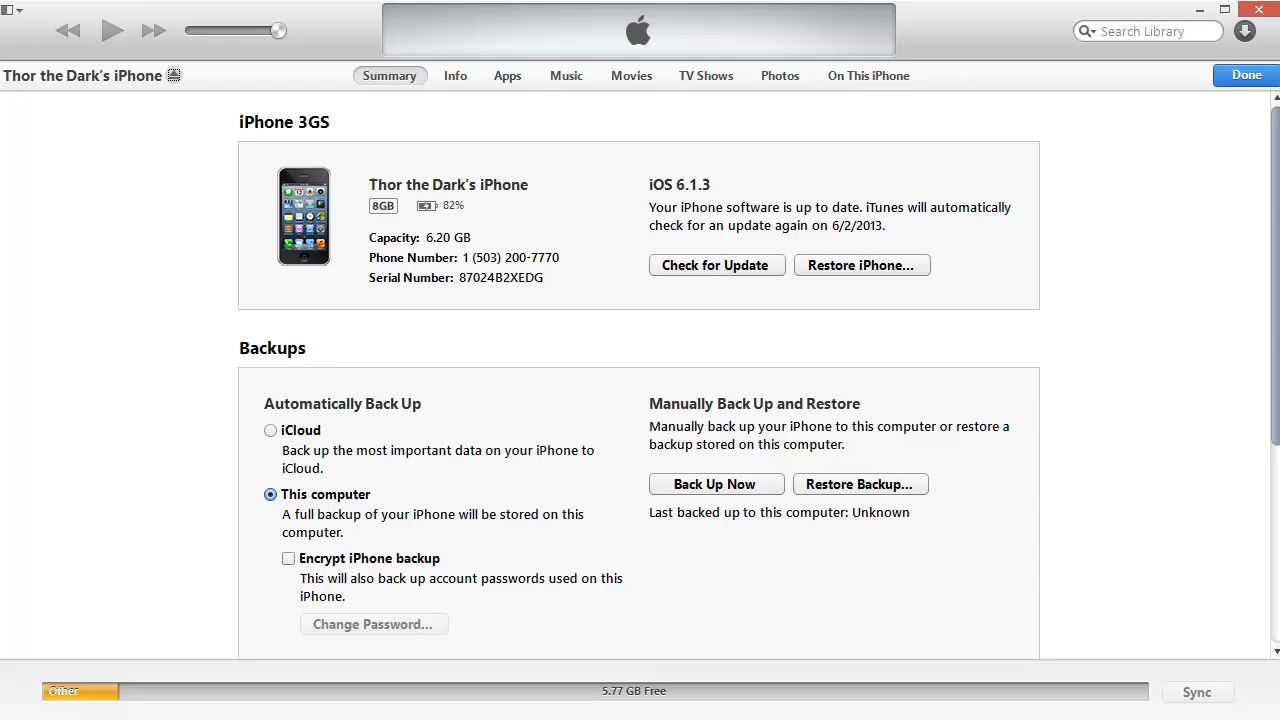 Search Library
Thor the Dark's iPhone
Summary
Info
Apps
Music
Movies
TV Shows
Photos
On This iPhone
Done
iPhone 3GS
Thor the Dark's iPhone
8GB
82%
Capacity: 6.20 GB
Phone Number: 1 (503) 200-7770
Serial Number: 87024B2XEDG
iOS 6.1.3
Your iPhone software is up to date. iTunes will automatically
check for an update again on 6/2/2013.
Check for Update
Restore iPhone...
Backups
Automatically Back Up
iCloud
Back up the most important data on your iPhone to
iCloud.
This computer
A full backup of your iPhone will be stored on this
computer.
Encrypt iPhone backup
This will also back up account passwords used on this
iPhone.
Change Password...
Manually Back Up and Restore
Manually back up your iPhone to this computer or restore a
backup stored on this computer.
Back Up Now
Restore Backup...
Last backed up to this computer: Unknown
Other
5.77 GB Free
Sync